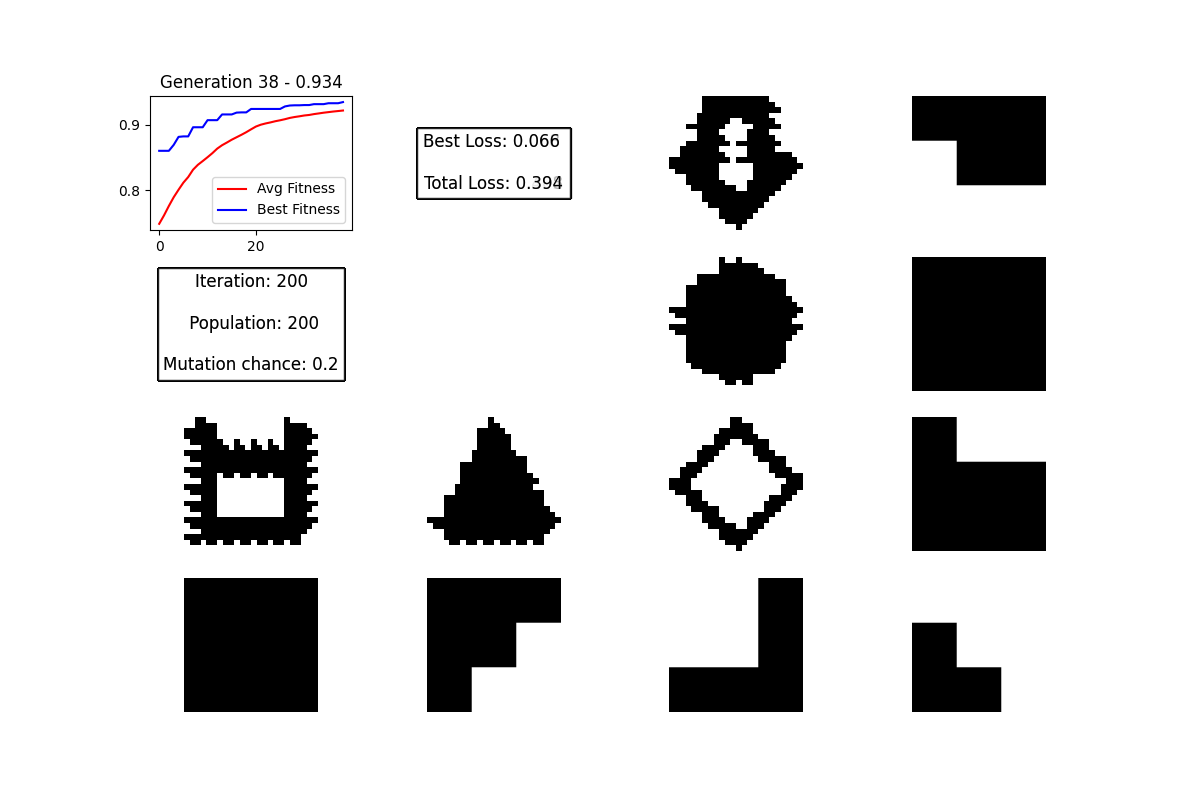 Generation 38 - 0.934
0.9
0.8
0
20
Avg Fitness
Best Fitness
Best Loss: 0.066
Total Loss: 0.394
Iteration: 200
Population: 200
Mutation chance: 0.2